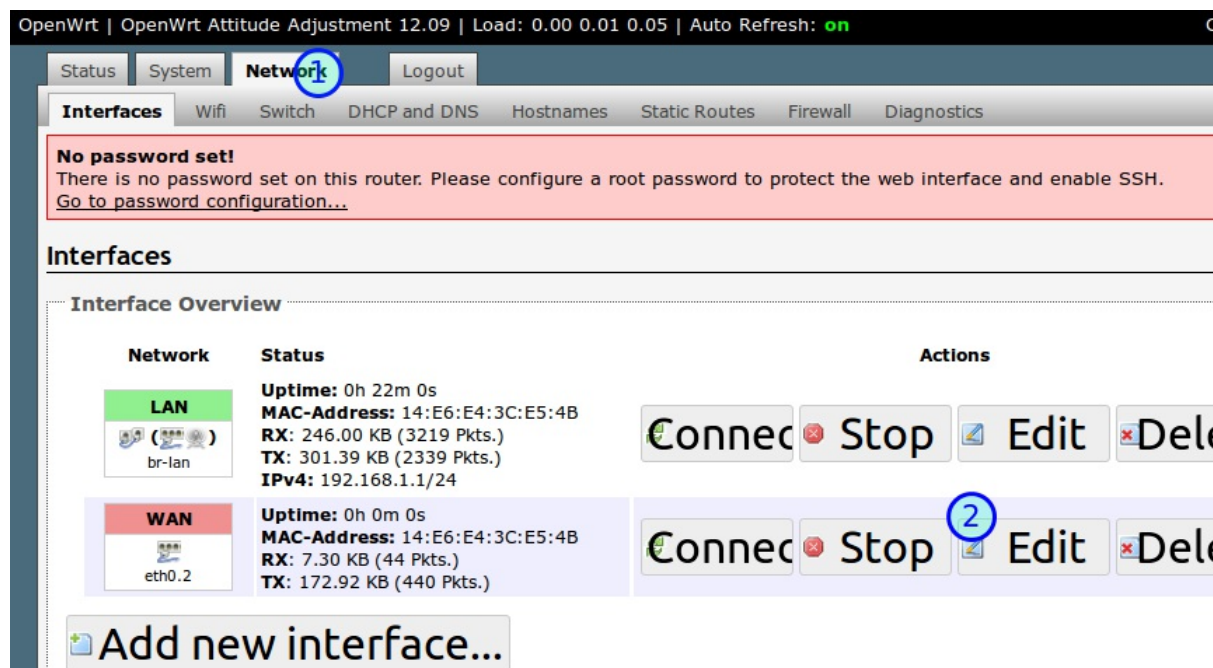 OpenWrt | OpenWrt Attitude Adjustment 12.09 | Load: 0.00 0.01 0.05 | Auto Refresh: on
Status System Network 1 Logout
Interfaces Wifi Switch DHCP and DNS Hostnames Static Routes Firewall Diagnostics
No password set!
There is no password set on this router. Please configure a root password to protect the web interface and enable SSH.
Go to password configuration...
Interfaces
Interface Overview
Network Status Actions
LAN
br-lan
Uptime: 0h 22m 0s
MAC-Address: 14:E6:E4:3C:E5:4B
RX: 246.00 KB (3219 Pkts.)
TX: 301.39 KB (2339 Pkts.)
IPv4: 192.168.1.1/24
Connec Stop Edit Dele
WAN
eth0.2
Uptime: 0h 0m 0s
MAC-Address: 14:E6:E4:3C:E5:4B
RX: 7.30 KB (44 Pkts.)
TX: 172.92 KB (440 Pkts.)
2
Connec Stop Edit Dele
Add new interface...